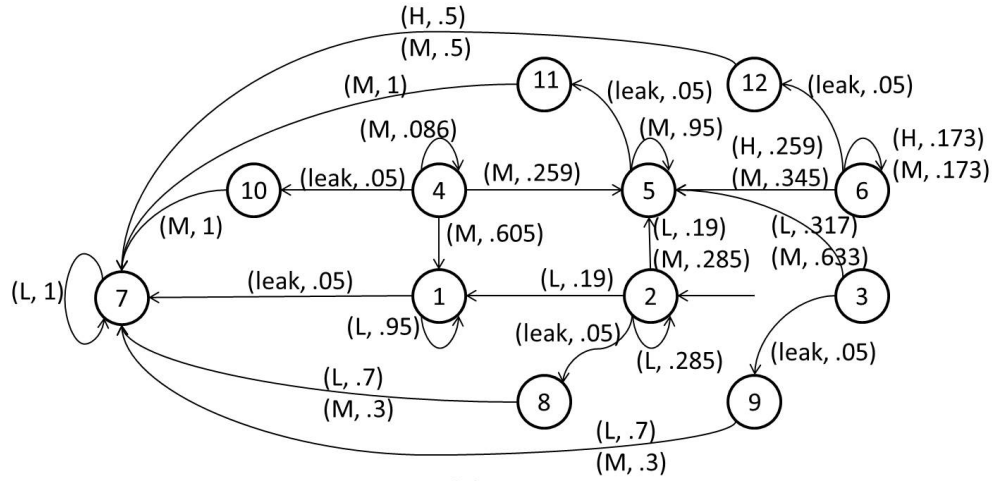 (H, .5)
(M, .5)
(M, 1)
11
12
(leak, .05)
(leak, .05)
(M, .086)
(M, .95)
(H, .259)
(H, .173)
10
(leak, .05)
4
(M, .259)
5
(M, .345)
6
(M, .173)
(M, 1)
(M, .605)
(L, .19)
(L, .317)
(M, .285)
(M, .633)
(L, 1)
7
(leak, .05)
1
(L, .19)
2
3
(L, .95)
(leak, .05)
(L, .285)
(leak, .05)
(L, .7)
(M, .3)
8
9
(L, .7)
(M, .3)